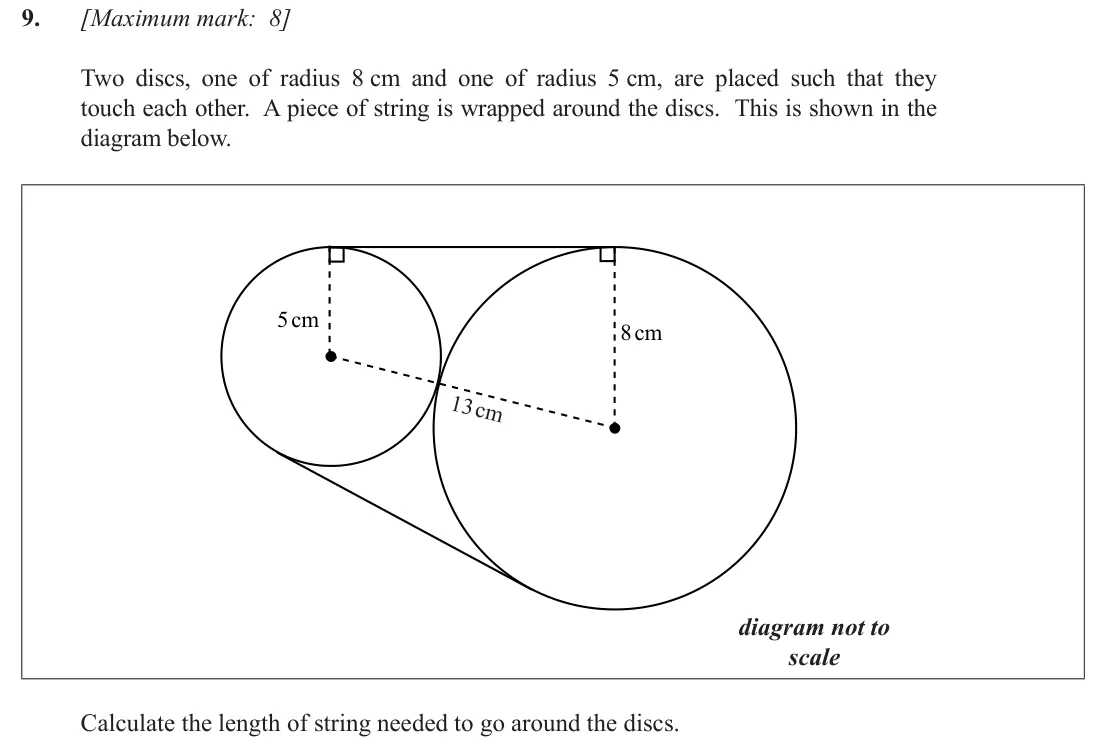 9. [Maximum mark: 8]
Two discs, one of radius 8 cm and one of radius 5 cm, are placed such that they
touch each other. A piece of string is wrapped around the discs. This is shown in the
diagram below.
5 cm
8 cm
13 cm
diagram not to
scale
Calculate the length of string needed to go around the discs.